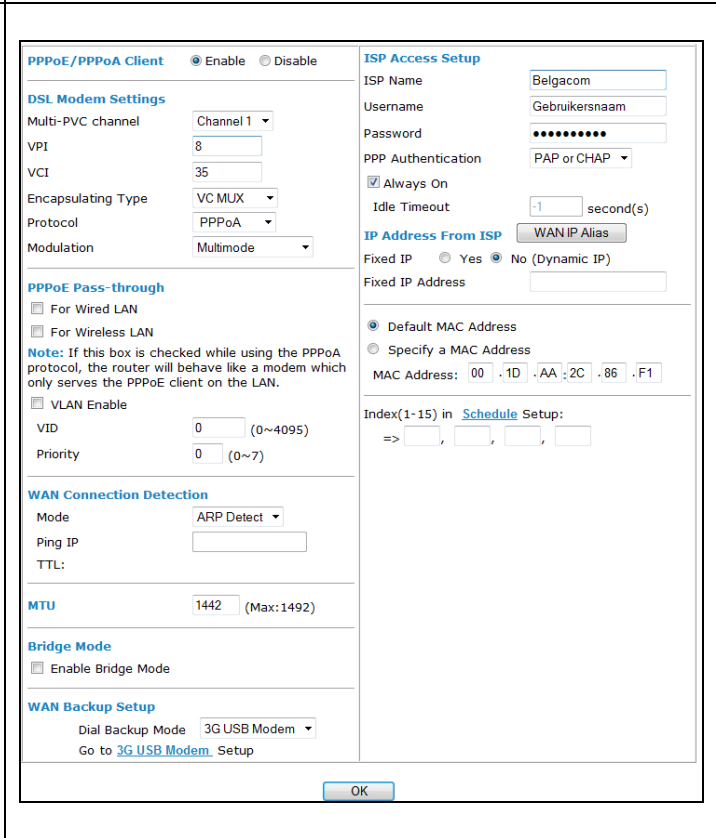 PPPoE/PPPoA Client Enable Disable
DSL Modem Settings
Multi-PVC channel Channel 1
VPI 8
VCI 35
Encapsulating Type VC MUX
Protocol PPPoA
Modulation Multimode
PPPoE Pass-through
For Wired LAN
For Wireless LAN
Note: If this box is checked while using the PPPoA
protocol, the router will behave like a modem which
only serves the PPPoE client on the LAN.
VLAN Enable
VID 0 (0~4095)
Priority 0 (0~7)
WAN Connection Detection
Mode ARP Detect
Ping IP
TTL:
MTU 1442 (Max:1492)
Bridge Mode
Enable Bridge Mode
WAN Backup Setup
Dial Backup Mode 3G USB Modem
Go to 3G USB Modem Setup
ISP Access Setup
ISP Name Belgacom
Username Gebruikersnaam
Password ••••••••••
PPP Authentication PAP or CHAP
Always On
Idle Timeout -1 second(s)
IP Address From ISP WAN IP Alias
Fixed IP Yes No (Dynamic IP)
Fixed IP Address
Default MAC Address
Specify a MAC Address
MAC Address: 00 . 1D . AA : 2C . 86 . F1
Index(1-15) in Schedule Setup:
=> , , ,
OK